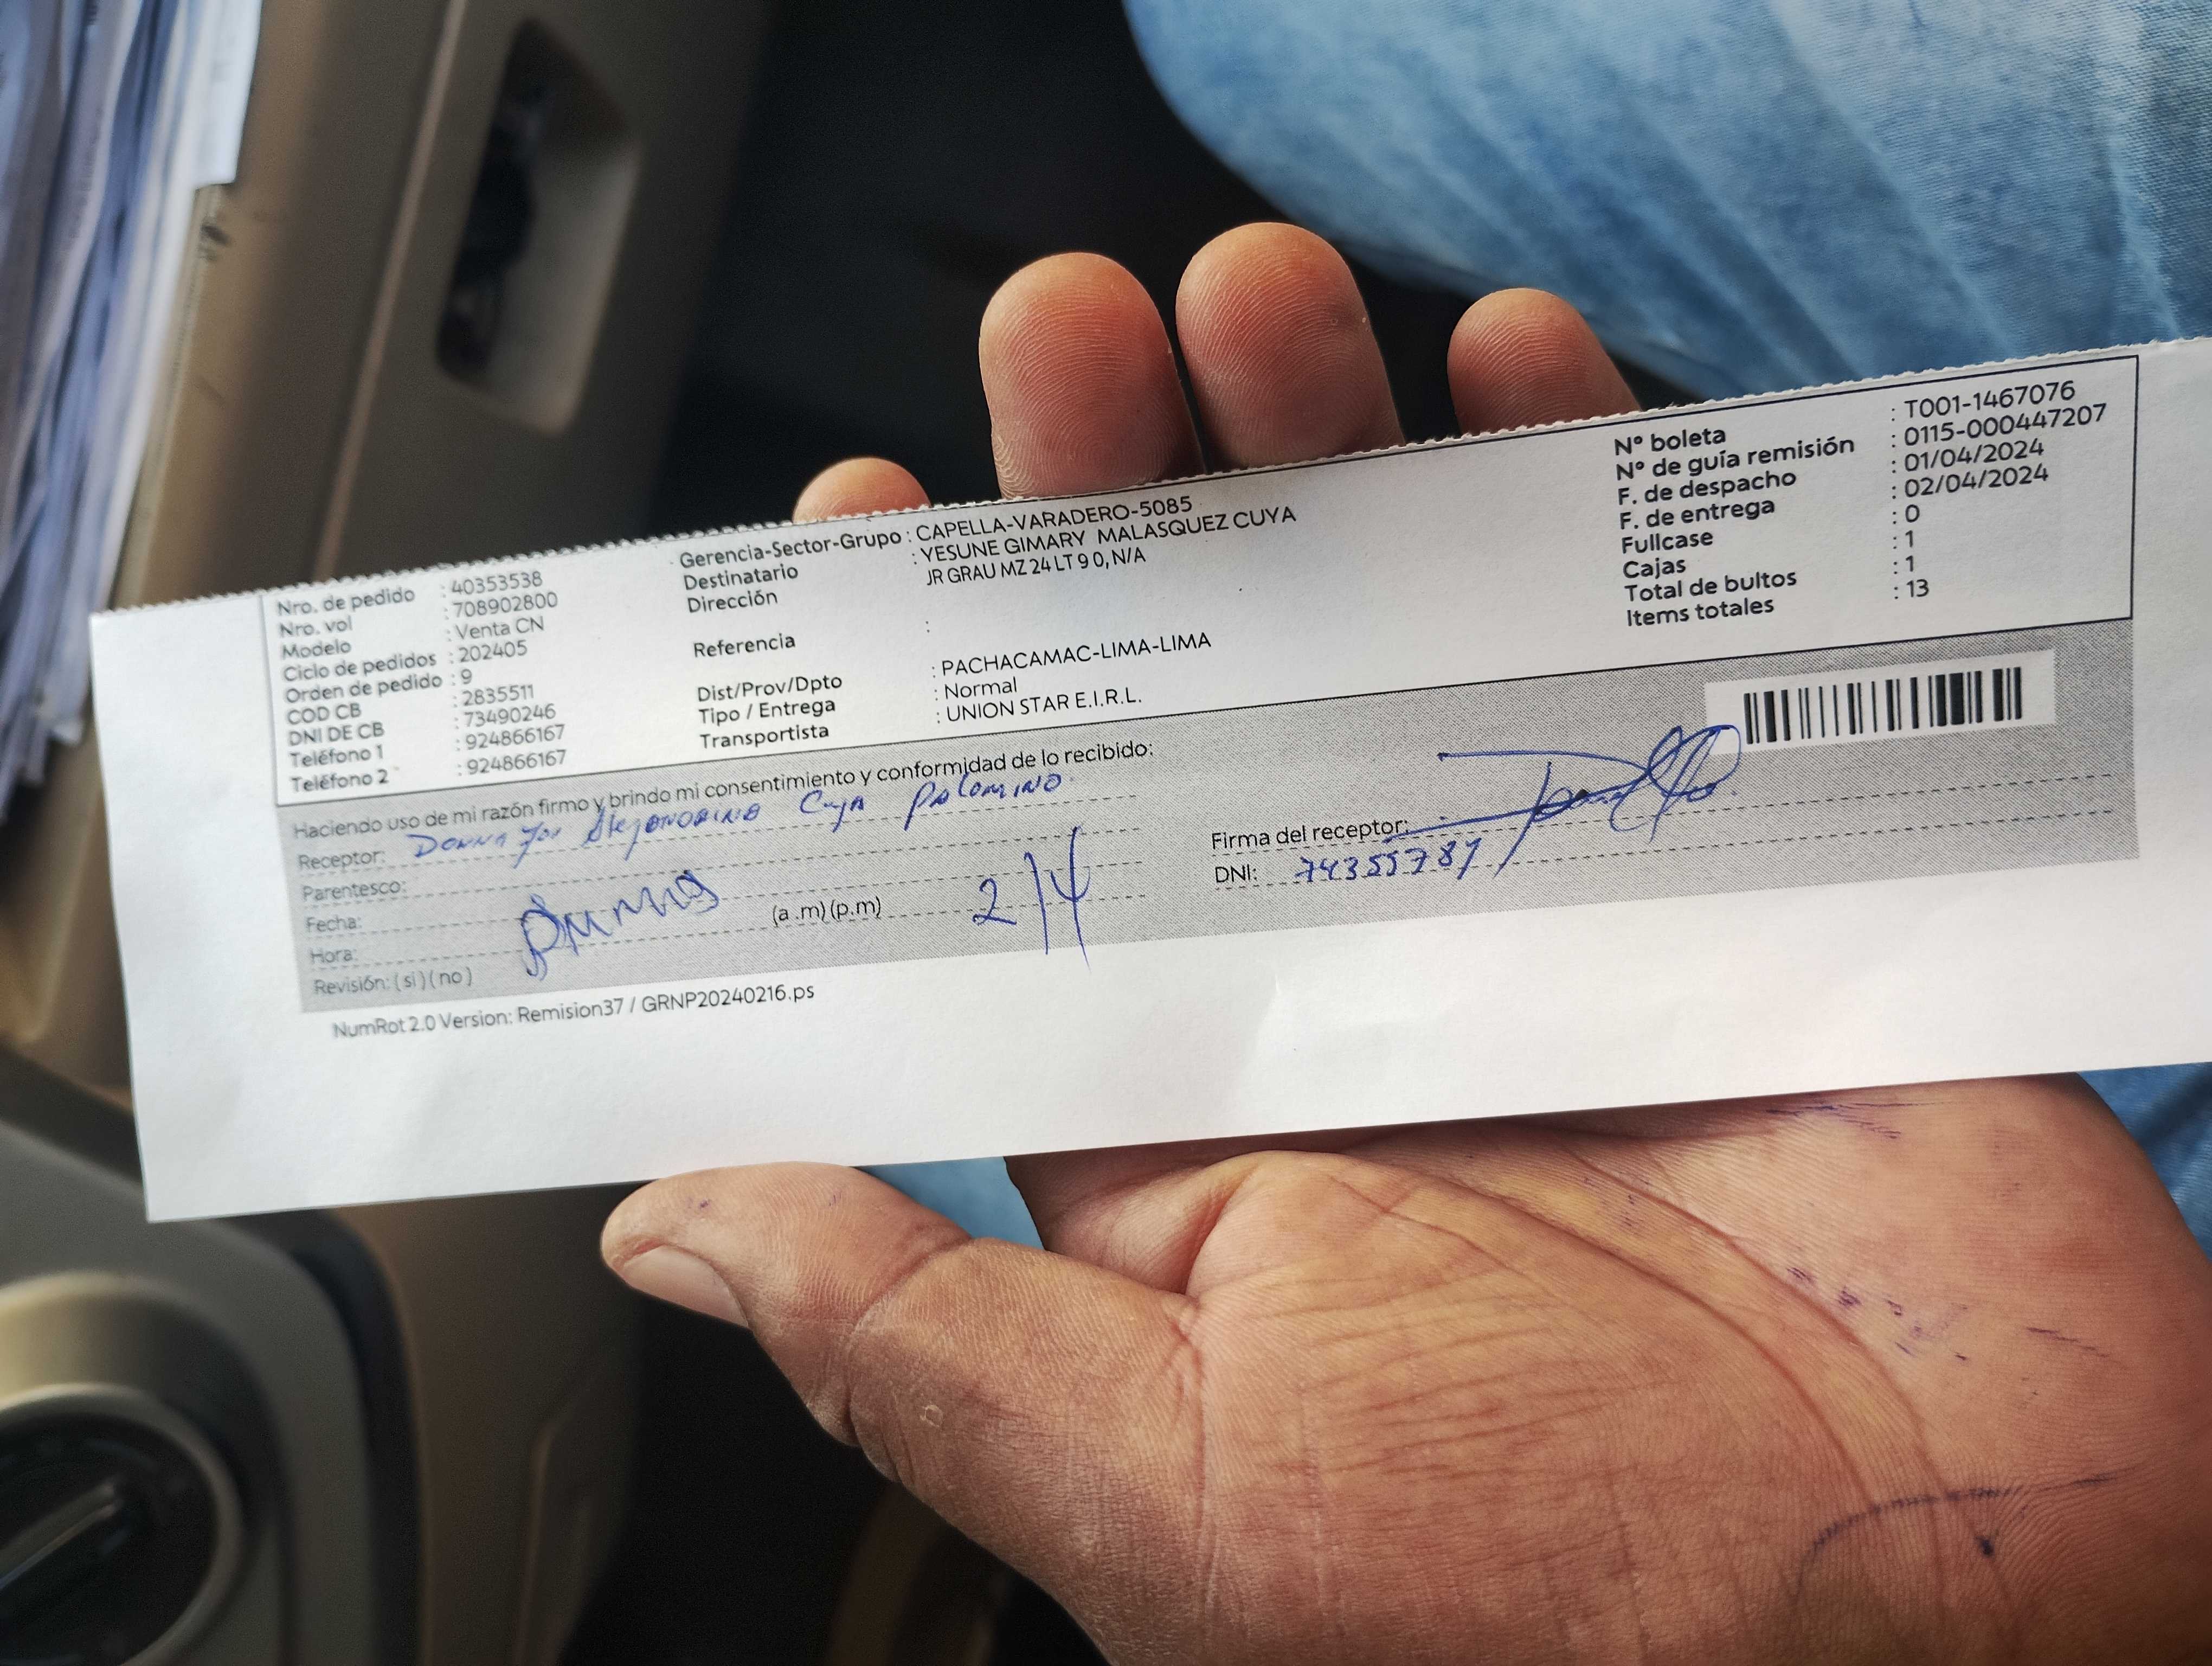 Nro. de pedido : 40353538
Nro. vol : 708902800
Modelo : Venta CN
Ciclo de pedidos : 202405
Orden de pedido : 9
COD CB : 2835511
DNI DE CB : 73490246
Teléfono 1 : 924866167
Teléfono 2 : 924866167
Gerencia-Sector-Grupo : CAPELLA-VARADERO-5085
Destinatario : YESUNE GIMARY MALASQUEZ CUYA
Dirección JR GRAU MZ 24 LT 9 0, N/A
Referencia :
Dist/Prov/Dpto : PACHACAMAC-LIMA-LIMA
Tipo / Entrega : Normal
Transportista : UNION STAR E.I.R.L.
N° boleta : T001-1467076
N° de guía remisión : 0115-000447207
F. de despacho : 01/04/2024
F. de entrega : 02/04/2024
Fullcase : 0
Cajas : 1
Total de bultos : 1
Items totales : 13
Haciendo uso de mi razón firmo y brindo mi consentimiento y conformidad de lo recibido:
Receptor: Donna Cuya Palomino
Parentesco:
Fecha:
Hora: (a .m) (p.m) 2/4
Revisión: ( si ) ( no )
Firma del receptor:
DNI: 74355787
NumRot 2.0 Version: Remision37 / GRNP20240216.ps